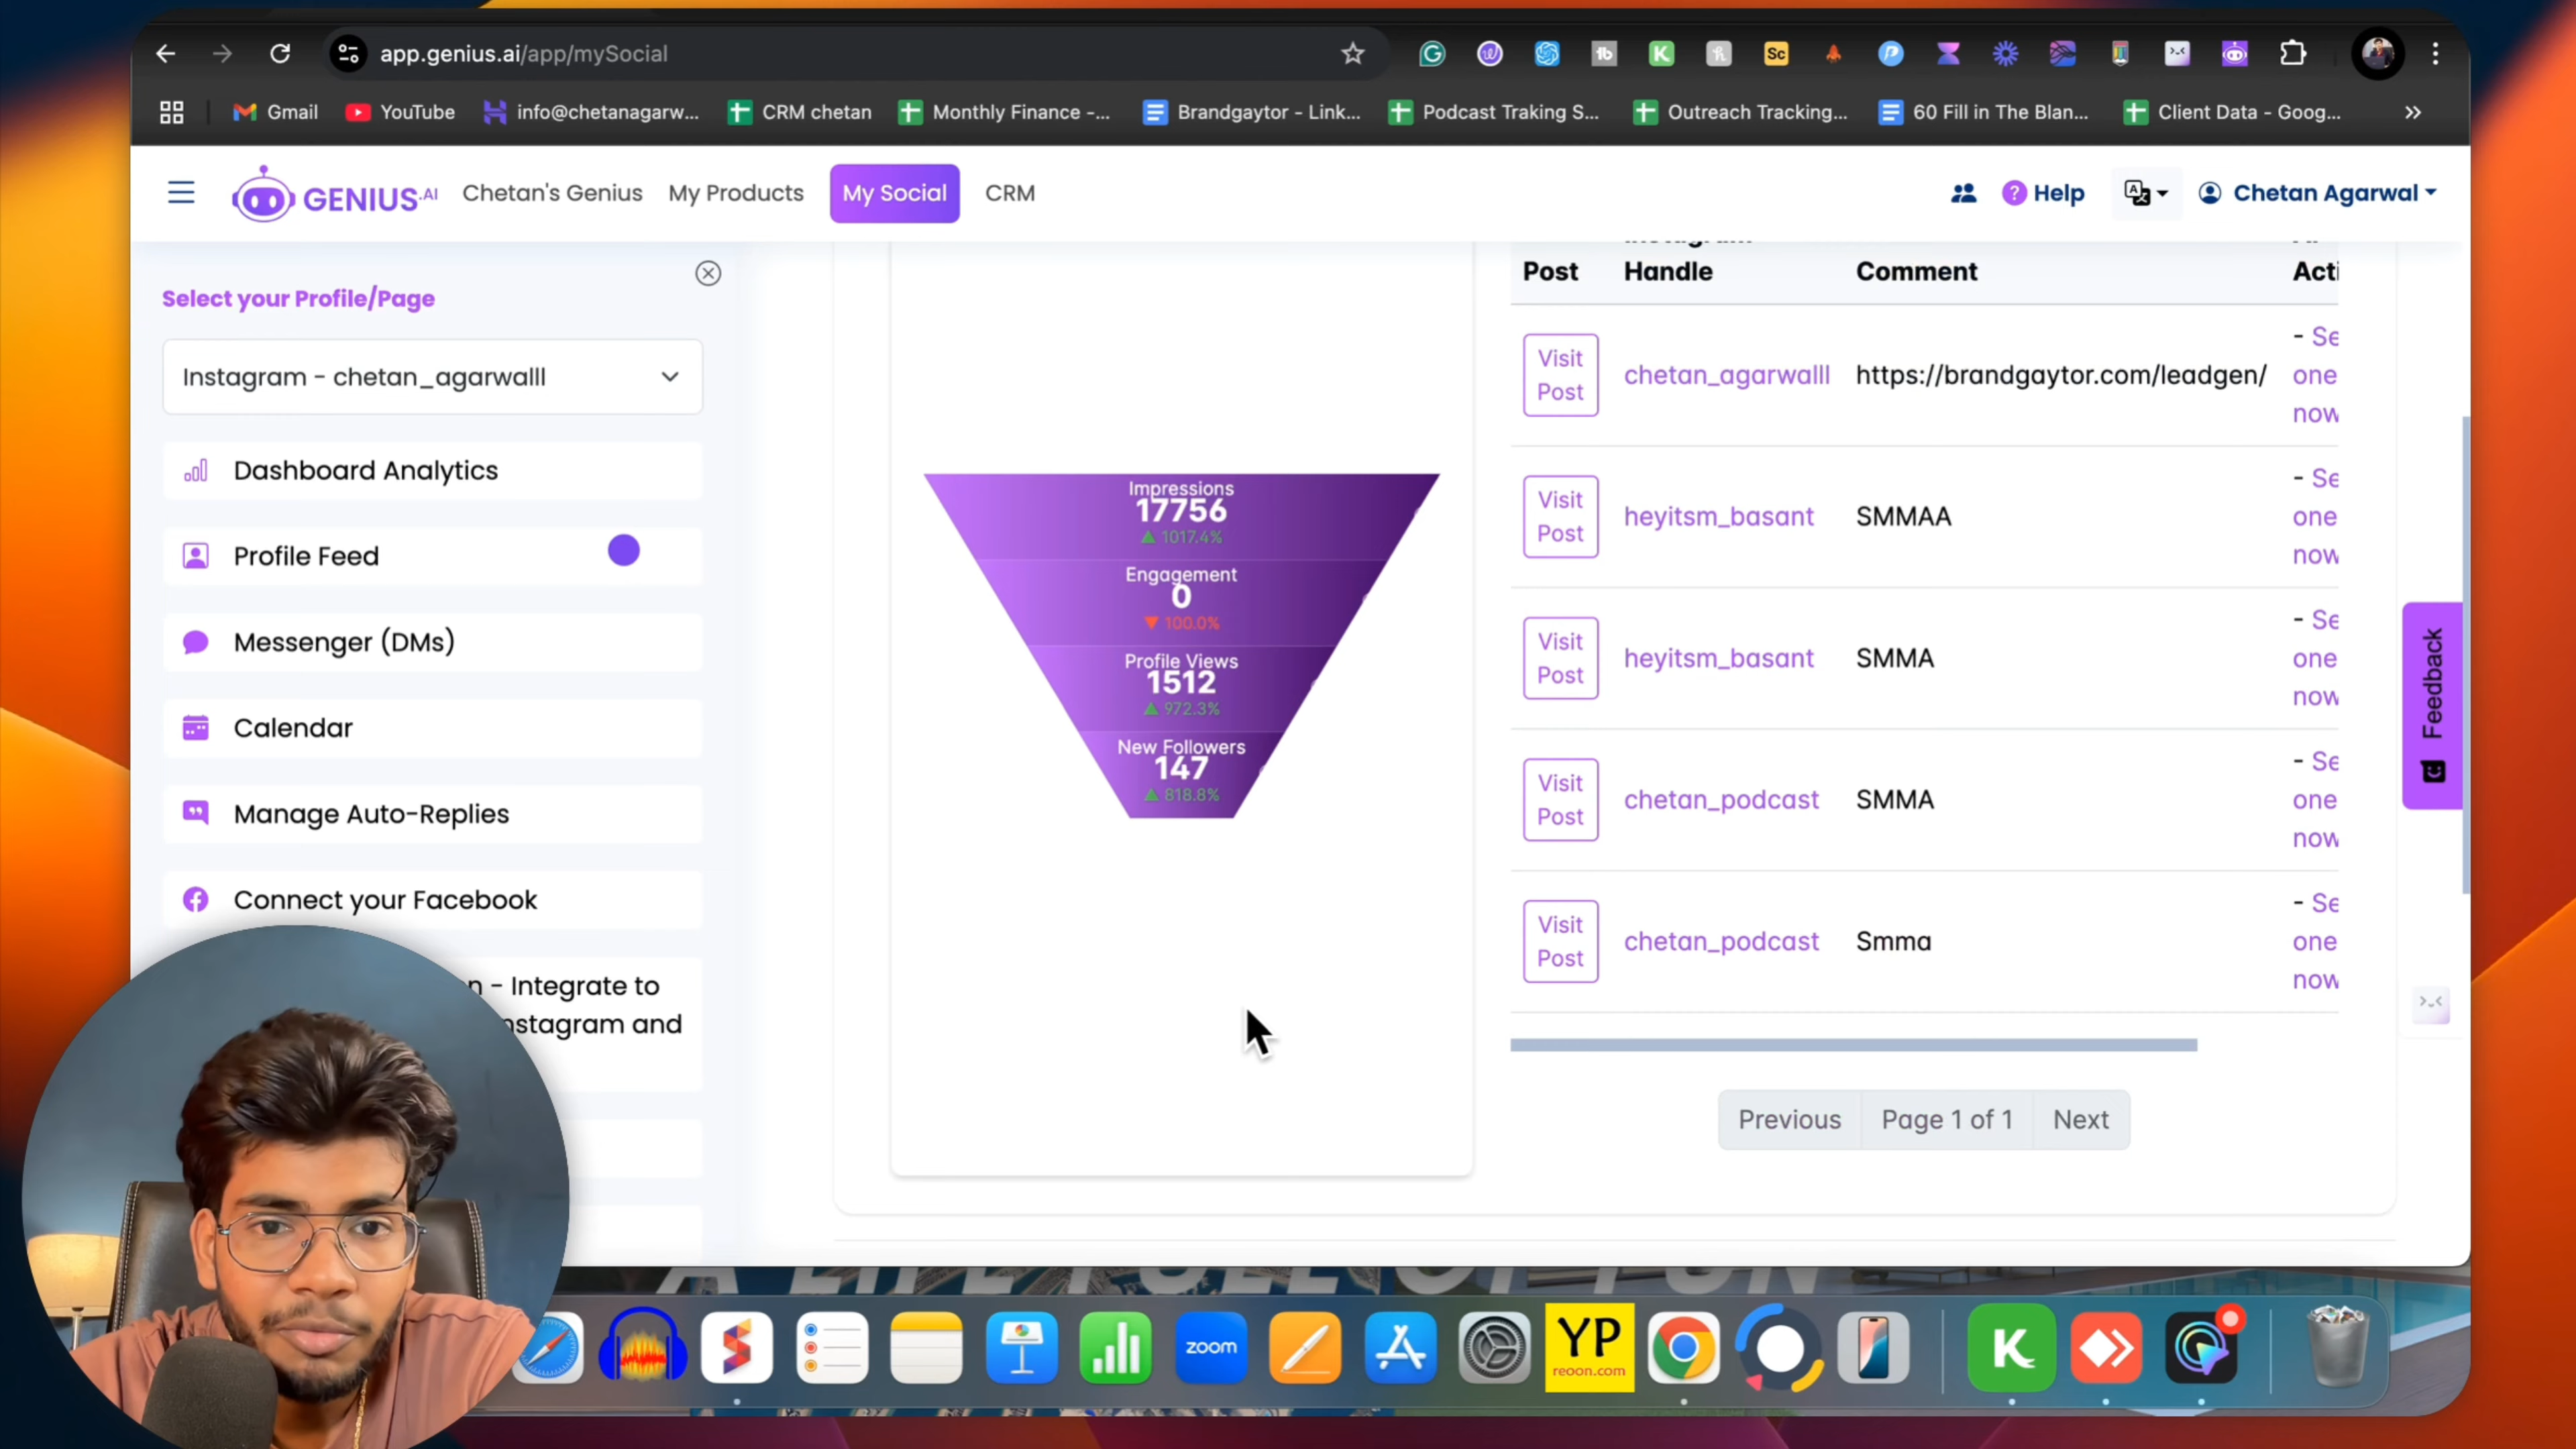 app.genius.ai/app/mySocial
Gmail
YouTube
info@chetanagarw...
CRM chetan
Monthly Finance -...
Brandgaytor - Link...
Podcast Traking S...
Outreach Tracking...
60 Fill in The Blan...
Client Data - Goog...
GENIUS.AI
Chetan's Genius
My Products
My Social
CRM
Help
Chetan Agarwal
Select your Profile/Page
Instagram - chetan_agarwalll
Dashboard Analytics
Profile Feed
Messenger (DMs)
Calendar
Manage Auto-Replies
Connect your Facebook
n - Integrate to
nstagram and
Impressions
17756
▲ 1017.4%
Engagement
0
▼ 100.0%
Profile Views
1512
▲ 972.3%
New Followers
147
▲ 818.8%
Post
Handle
Comment
Acti
Visit Post
chetan_agarwalll
https://brandgaytor.com/leadgen/
- Se
one
now
Visit Post
heyitsm_basant
SMMAA
- Se
one
now
Visit Post
heyitsm_basant
SMMA
- Se
one
now
Visit Post
chetan_podcast
SMMA
- Se
one
now
Visit Post
chetan_podcast
Smma
- Se
one
now
Previous
Page 1 of 1
Next
Feedback
A LIFE FULL OF FUN
zoom
YP
reoon.com
K